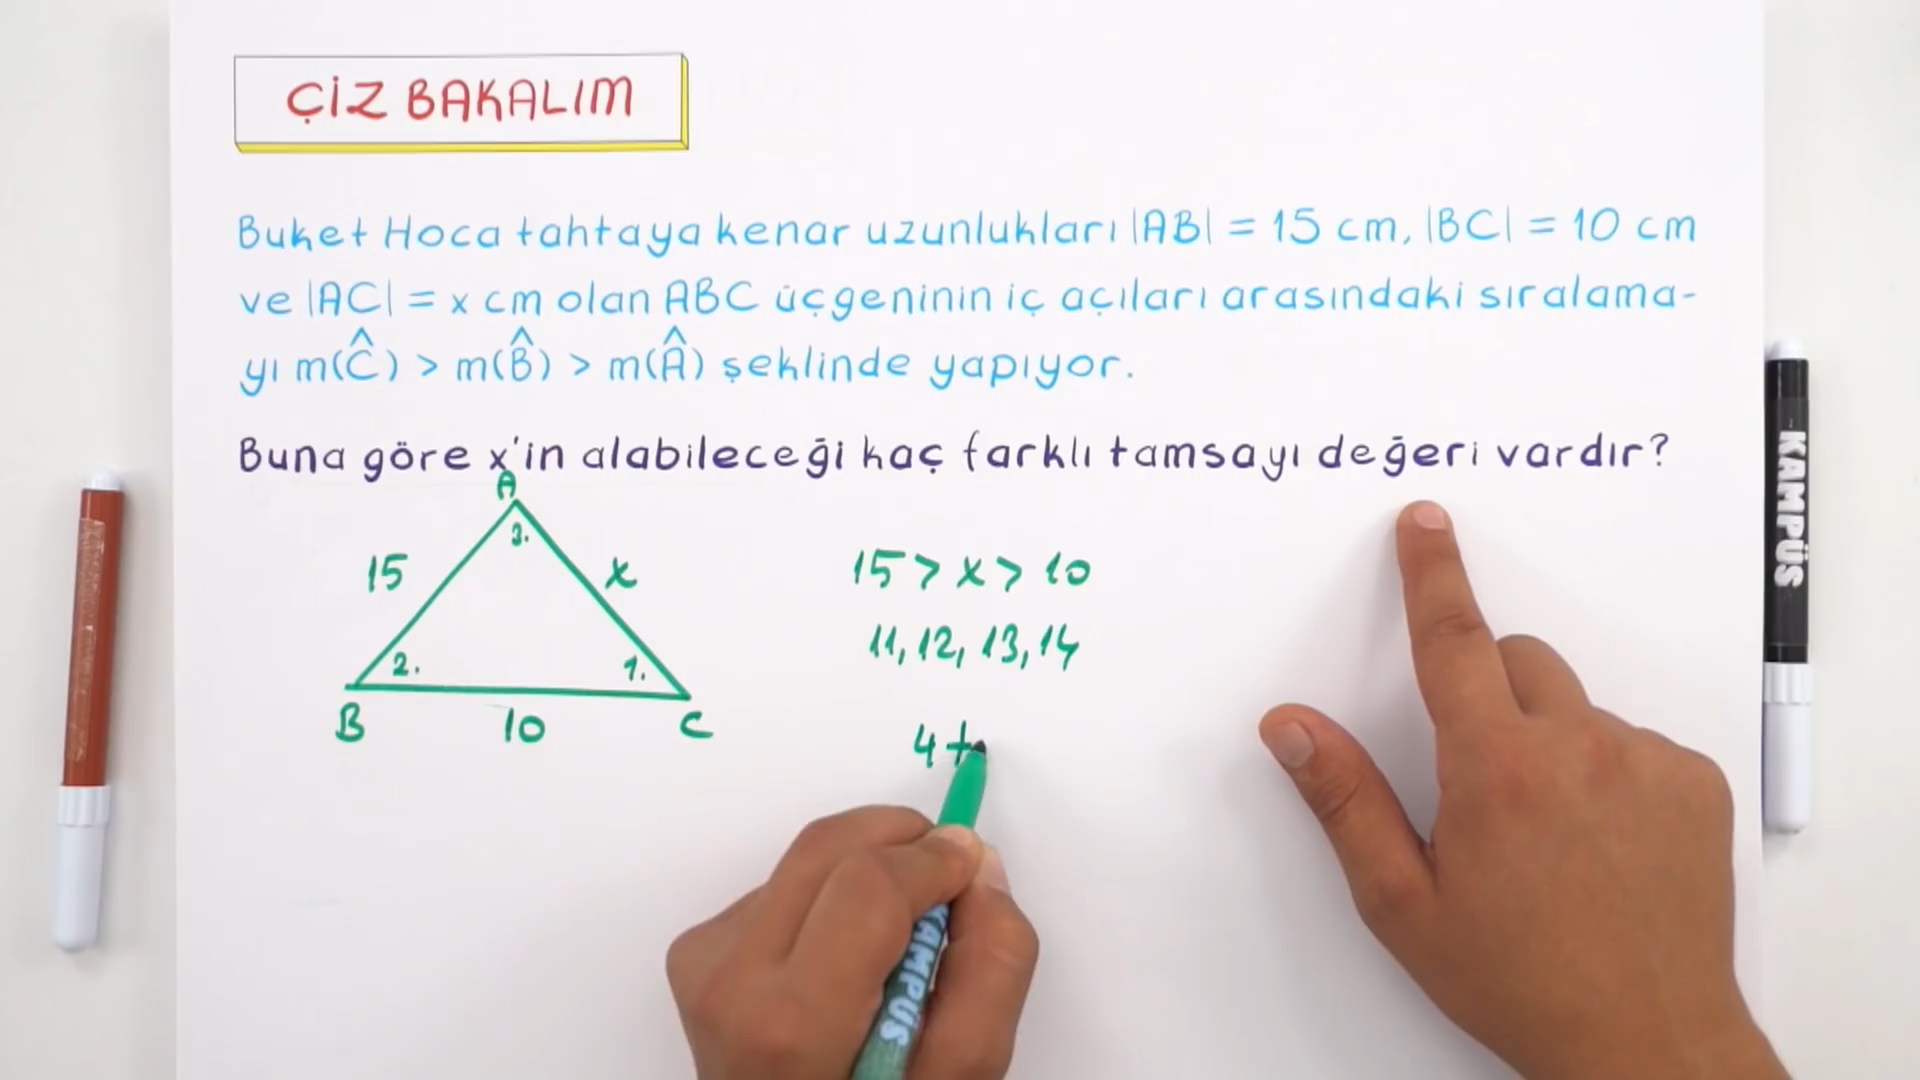 ÇİZ BAKALIM
Buket Hoca tahtaya kenar uzunlukları |AB| = 15 cm, |BC| = 10 cm
ve |AC| = x cm olan ABC üçgeninin iç açıları arasındaki sıralama-
yı m(Ĉ) > m(B̂) > m(Â) şeklinde yapıyor.
Buna göre x'in alabileceği kaç farklı tamsayı değeri vardır?
A
3.
15
x
2.
1.
B
10
C
15 > x > 10
11, 12, 13, 14
4 t
KAMPÜS
KAMPÜS